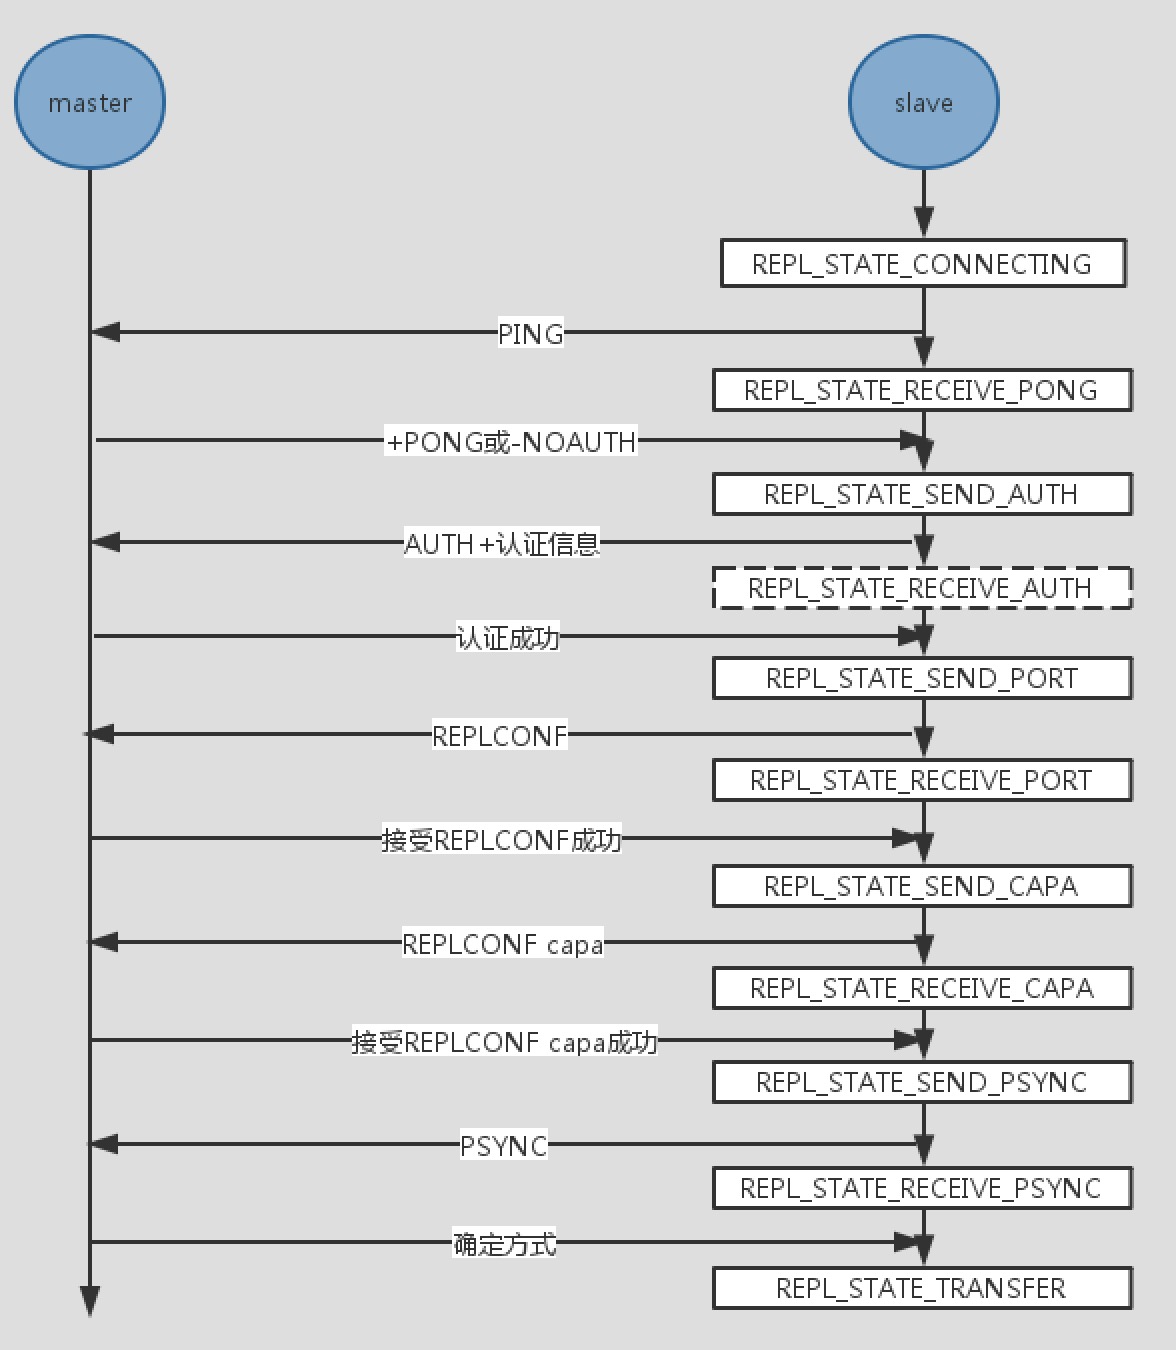 master
slave
REPL_STATE_CONNECTING
PING
REPL_STATE_RECEIVE_PONG
+PONG或-NOAUTH
REPL_STATE_SEND_AUTH
AUTH+认证信息
REPL_STATE_RECEIVE_AUTH
认证成功
REPL_STATE_SEND_PORT
REPLCONF
REPL_STATE_RECEIVE_PORT
接受REPLCONF成功
REPL_STATE_SEND_CAPA
REPLCONF capa
REPL_STATE_RECEIVE_CAPA
接受REPLCONF capa成功
REPL_STATE_SEND_PSYNC
PSYNC
REPL_STATE_RECEIVE_PSYNC
确定方式
REPL_STATE_TRANSFER